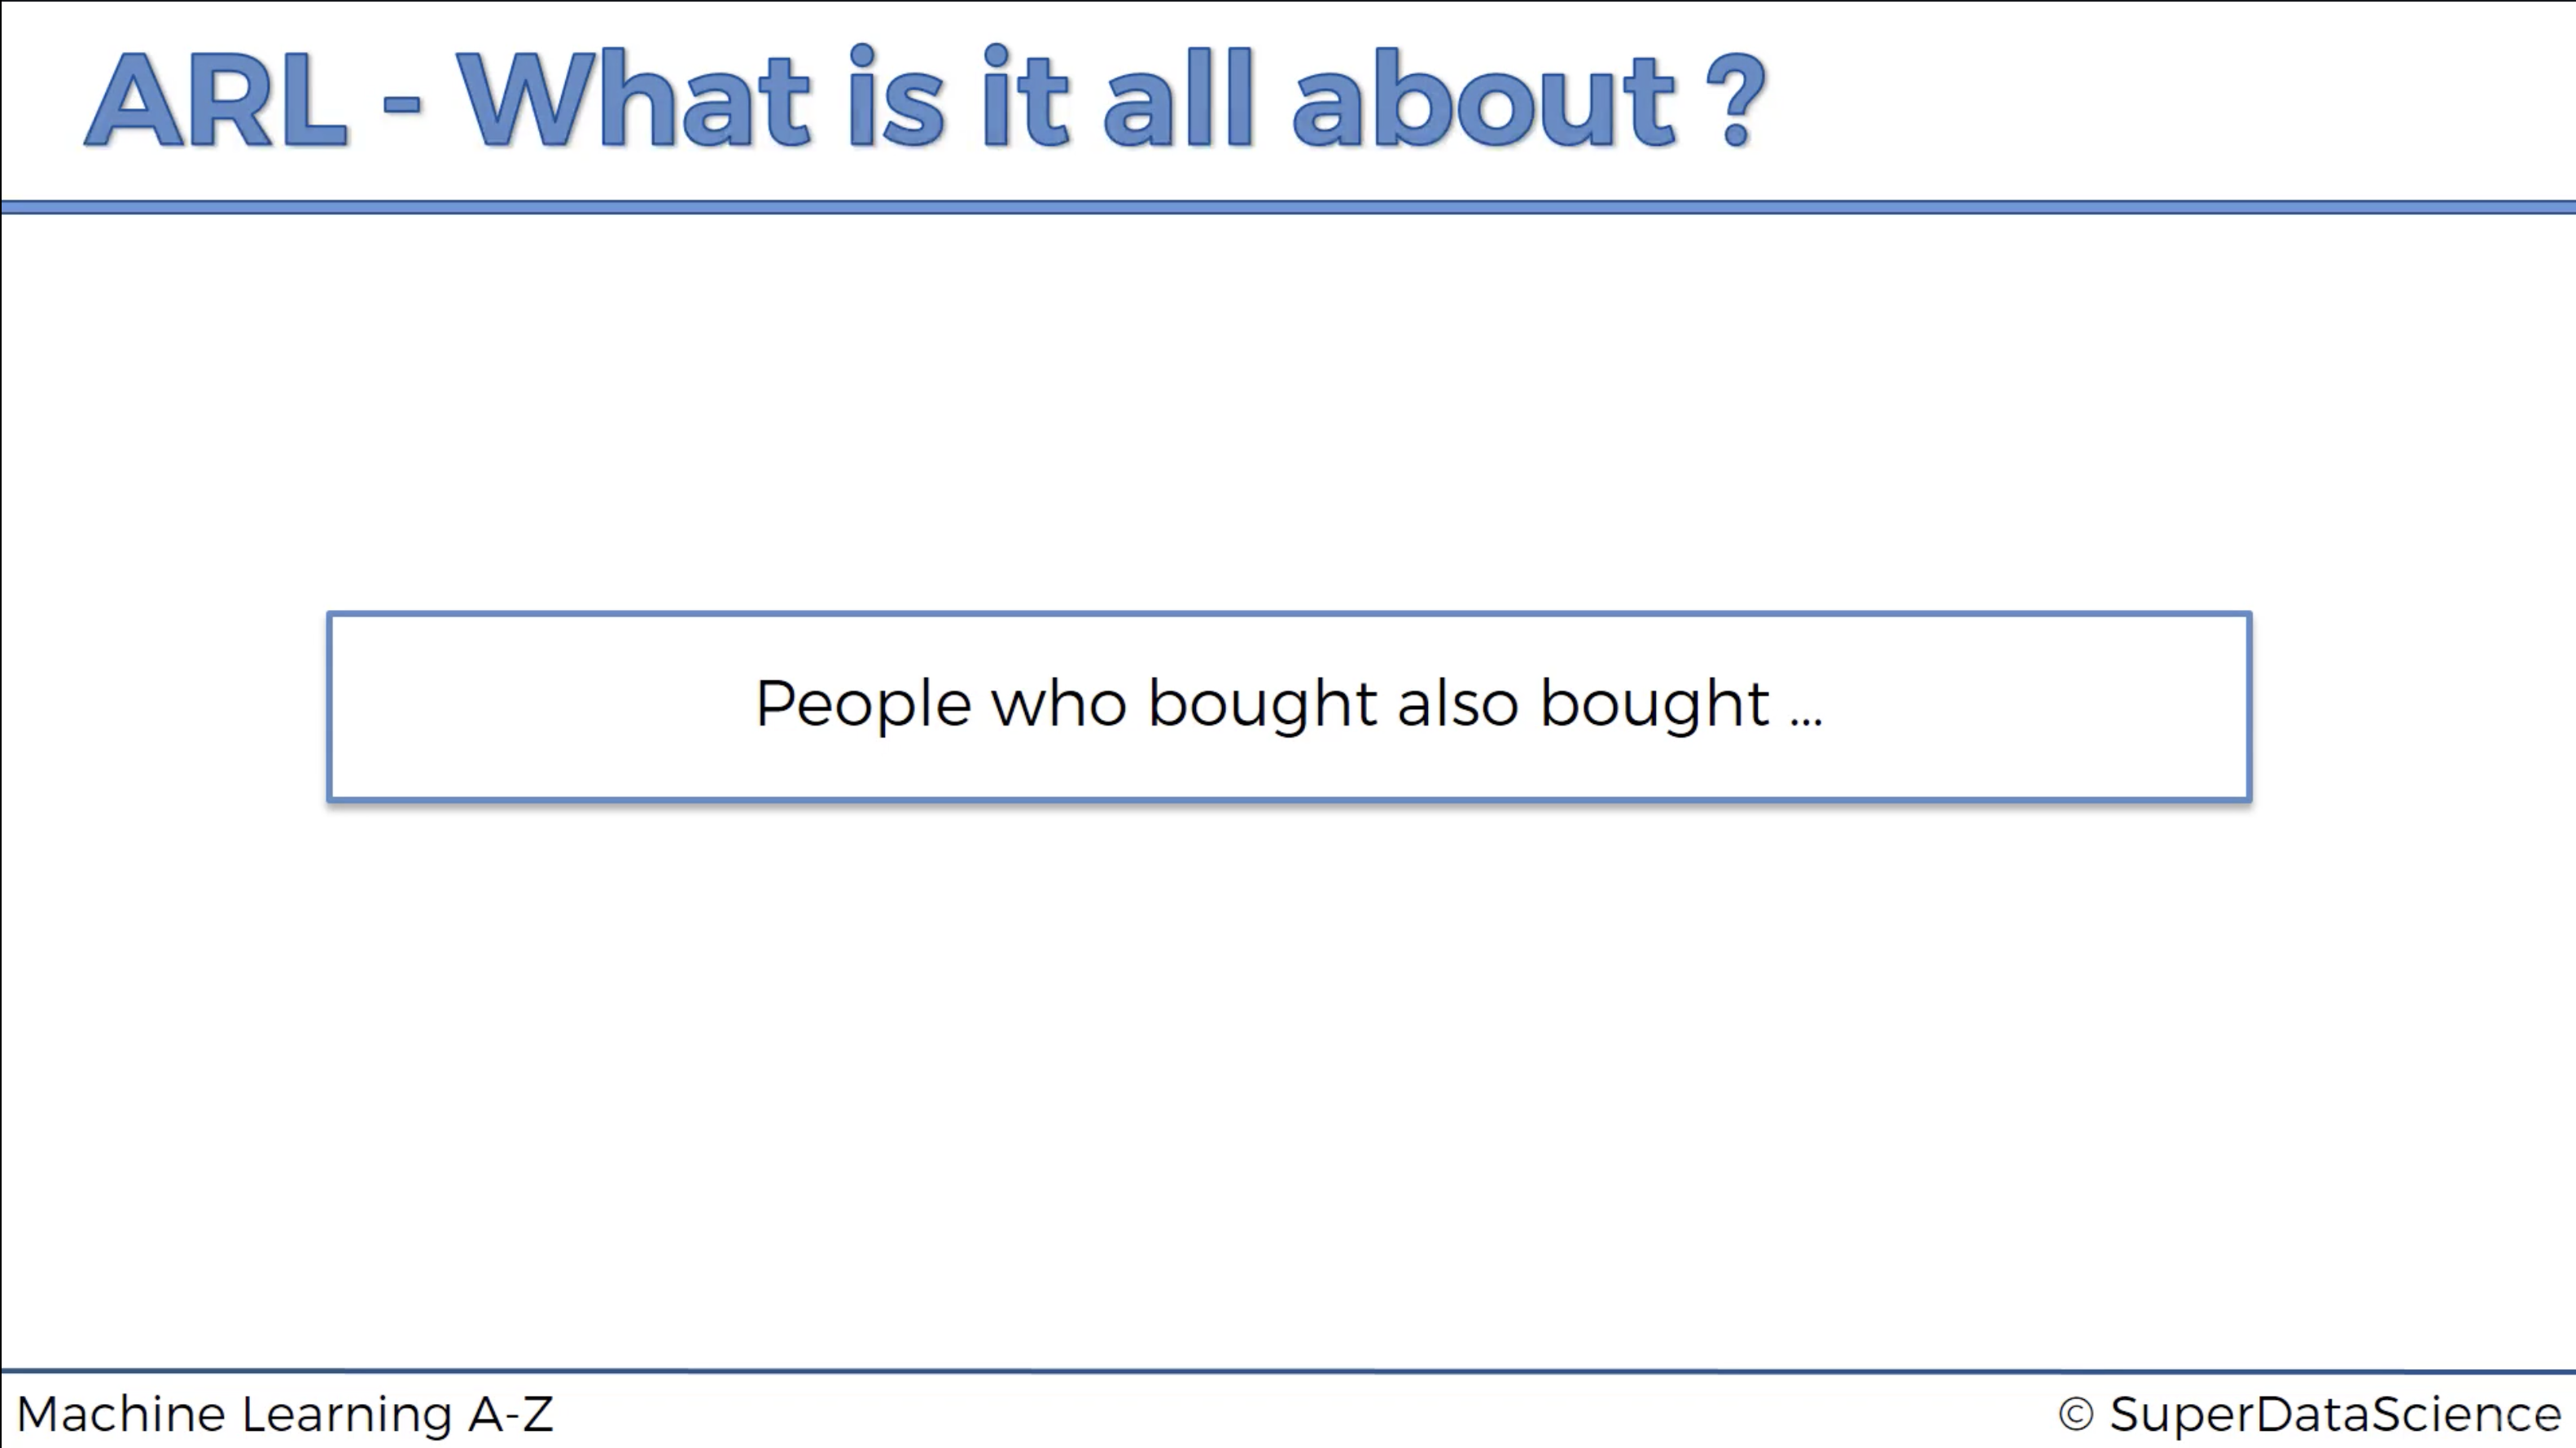 ARL - What is it all about ?
People who bought also bought ...
Machine Learning A-Z
© SuperDataScience